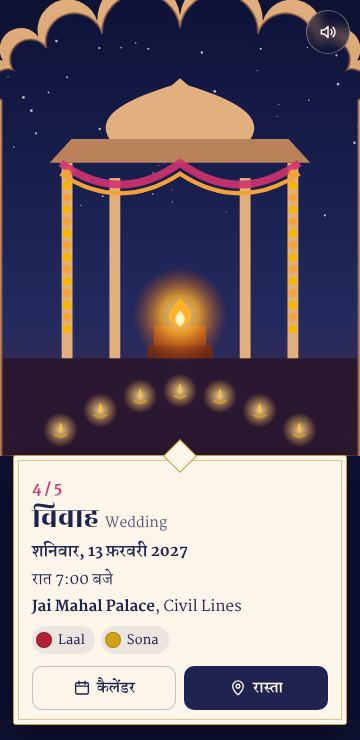 4/5
विवाह Wedding
शनिवार, 13 फ़रवरी 2027
रात 7:00 बजे
Jai Mahal Palace, Civil Lines
Laal Sona
कैलेंडर रास्ता